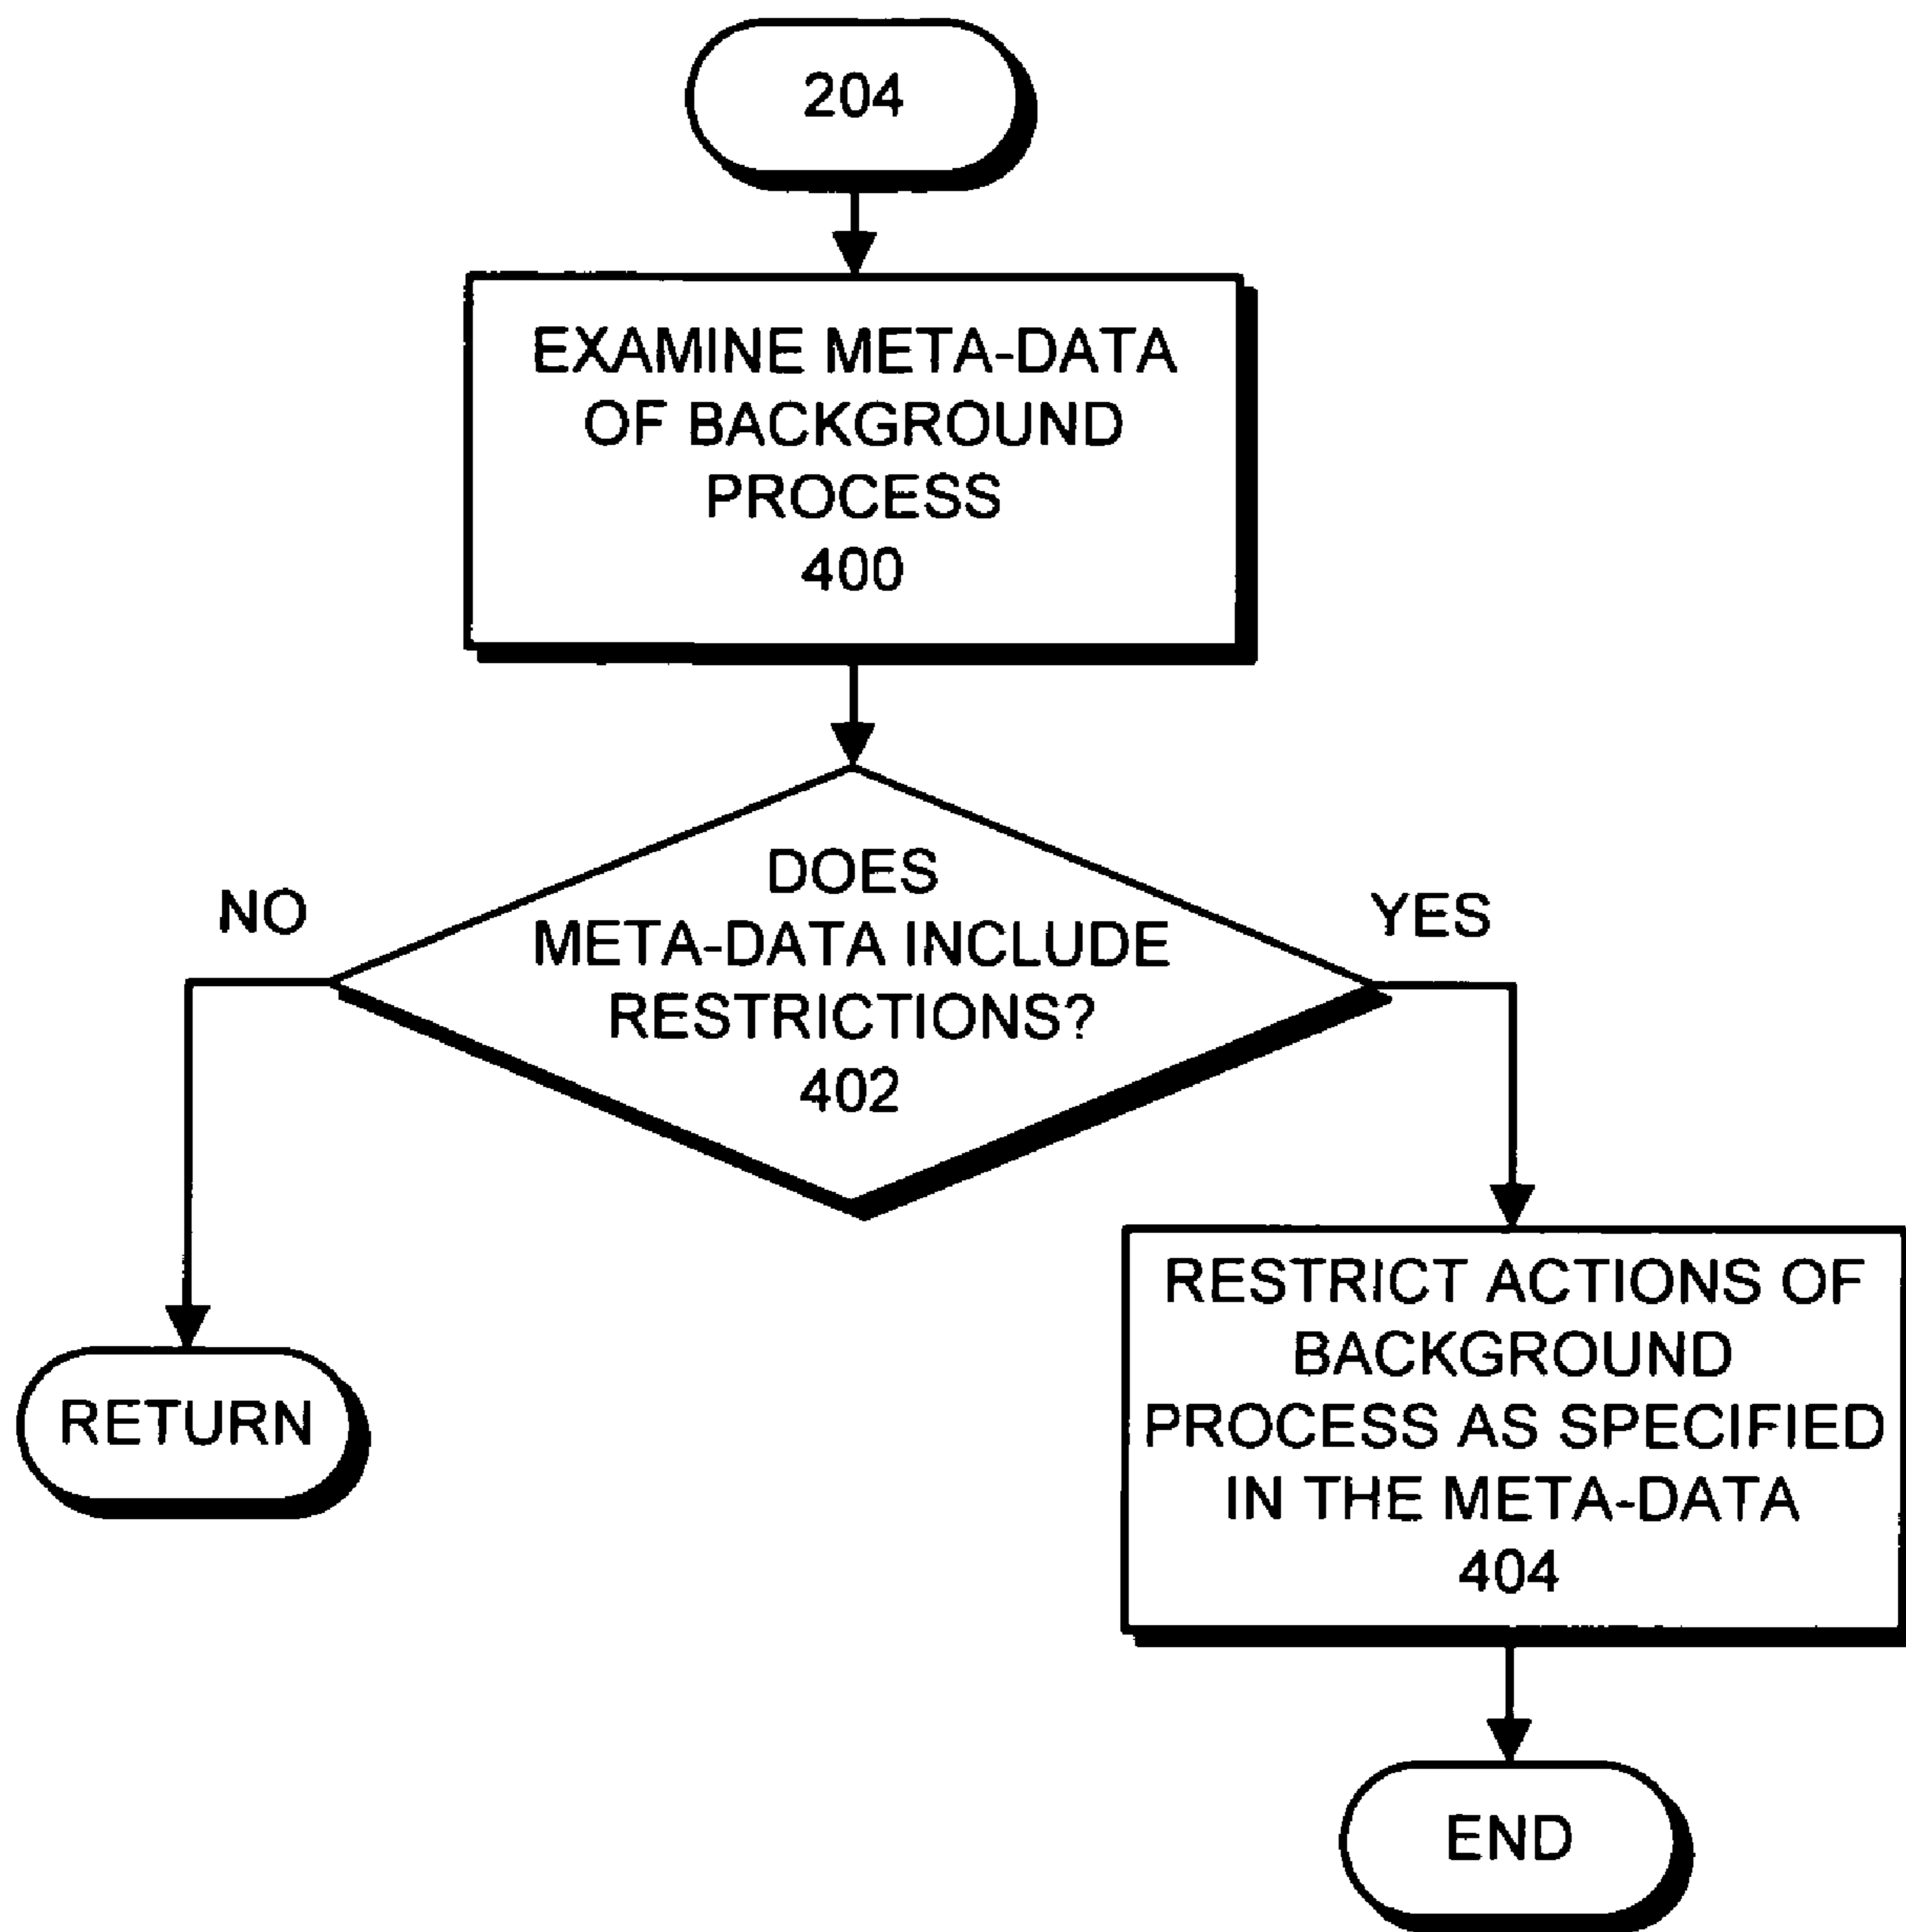 204
EXAMINE META-DATA
OF BACKGROUND
PROCESS
400
DOES
META-DATA INCLUDE
RESTRICTIONS?
402
NO
YES
RETURN
RESTRICT ACTIONS OF
BACKGROUND
PROCESS AS SPECIFIED
IN THE META-DATA
404
END